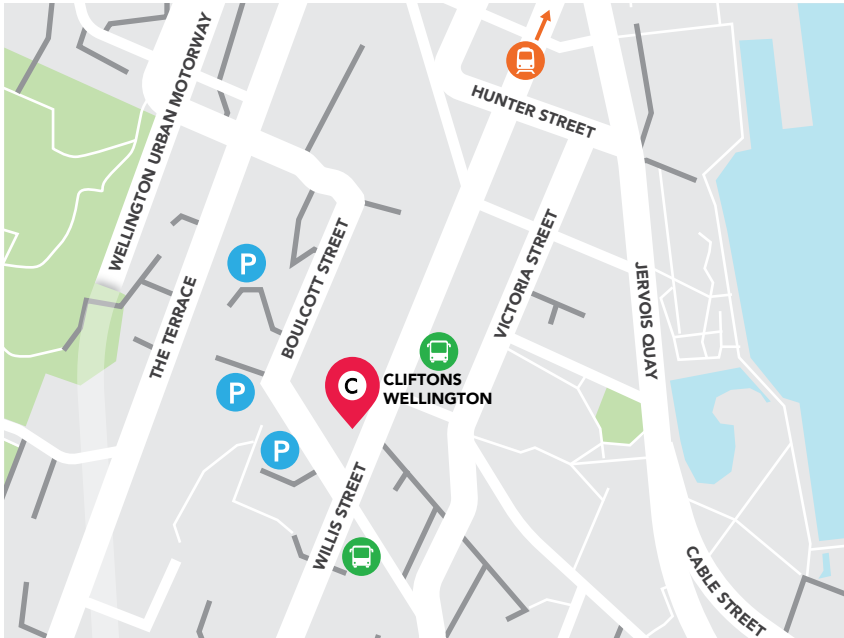 WELLINGTON URBAN MOTORWAY
HUNTER STREET
BOULCOTT STREET
VICTORIA STREET
P
THE TERRACE
JERVOIS QUAY
C
CLIFTONS
WELLINGTON
P
P
WILLIS STREET
CABLE STREET